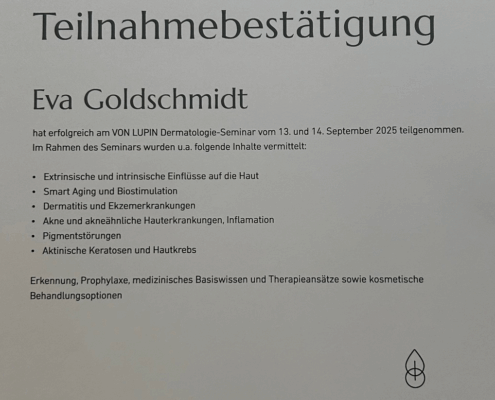 Teilnahmebestätigung
Eva Goldschmidt
hat erfolgreich am VON LUPIN Dermatologie-Seminar vom 13. und 14. September 2025 teilgenommen.
Im Rahmen des Seminars wurden u.a. folgende Inhalte vermittelt:
• Extrinsische und intrinsische Einflüsse auf die Haut
• Smart Aging und Biostimulation
• Dermatitis und Ekzemerkrankungen
• Akne und akneähnliche Hauterkrankungen, Inflamation
• Pigmentstörungen
• Aktinische Keratosen und Hautkrebs
Erkennung, Prophylaxe, medizinisches Basiswissen und Therapieansätze sowie kosmetische
Behandlungsoptionen